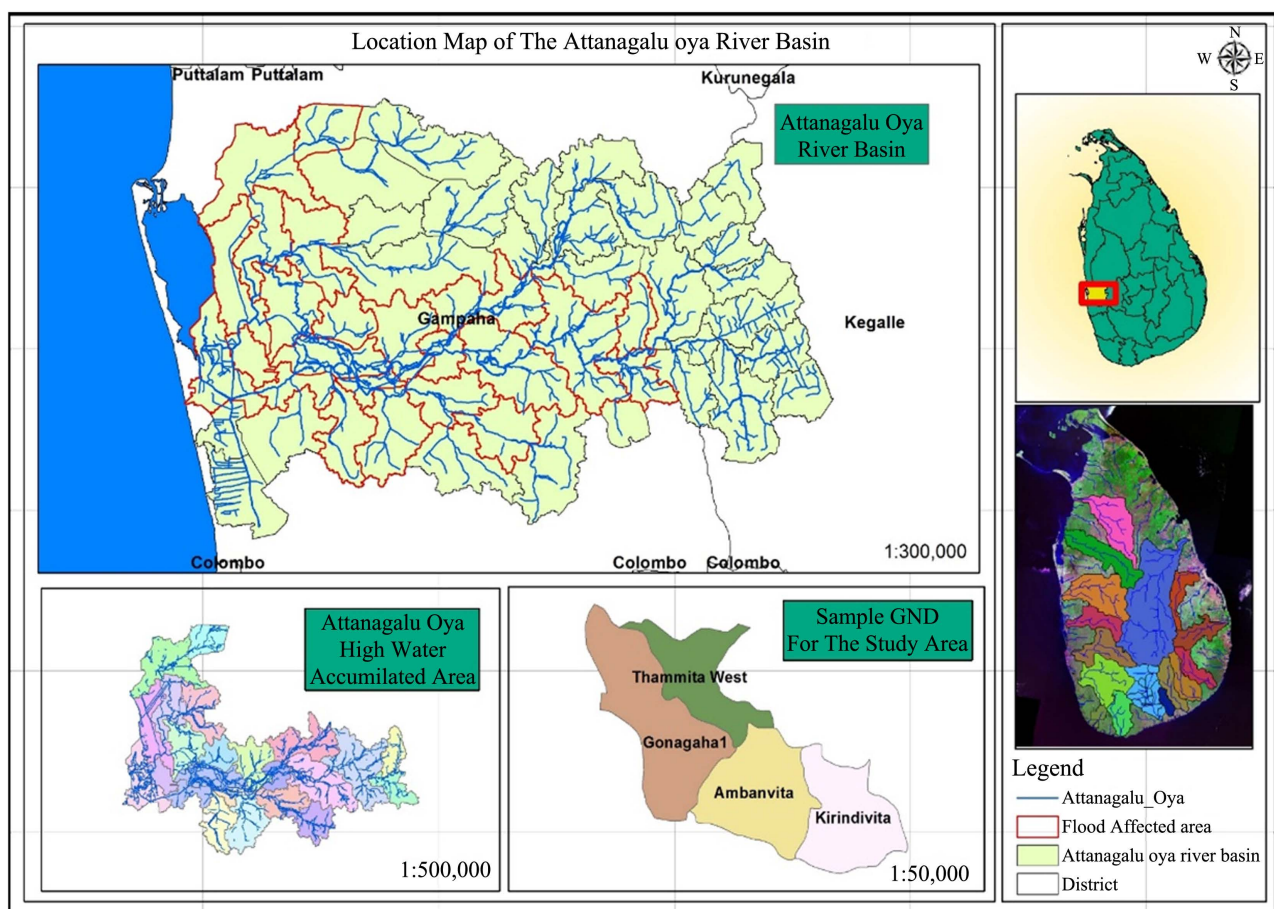 Location Map of The Attanagalu oya River Basin
Puttalam Puttalam
Kurunegala
Attanagalu Oya
River Basin
Gampaha
Kegalle
Colombo
Colombo Colombo
1:300,000
Attanagalu Oya
High Water
Accumilated Area
1:500,000
Sample GND
For The Study Area
Thammita West
Gonagaha1
Ambanvita
Kirindivita
1:50,000
N
W E
S
Legend
Attanagalu_Oya
Flood Affected area
Attanagalu oya river basin
District